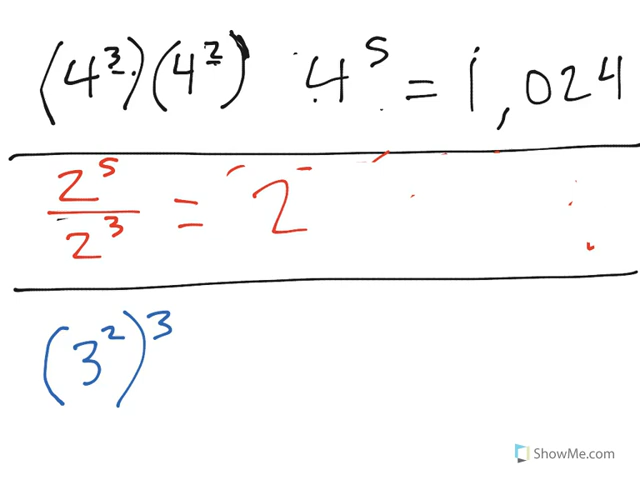 (4³)(4²) 4⁵ = 1,024
2⁵/2³ = 2
(3²)³
ShowMe.com